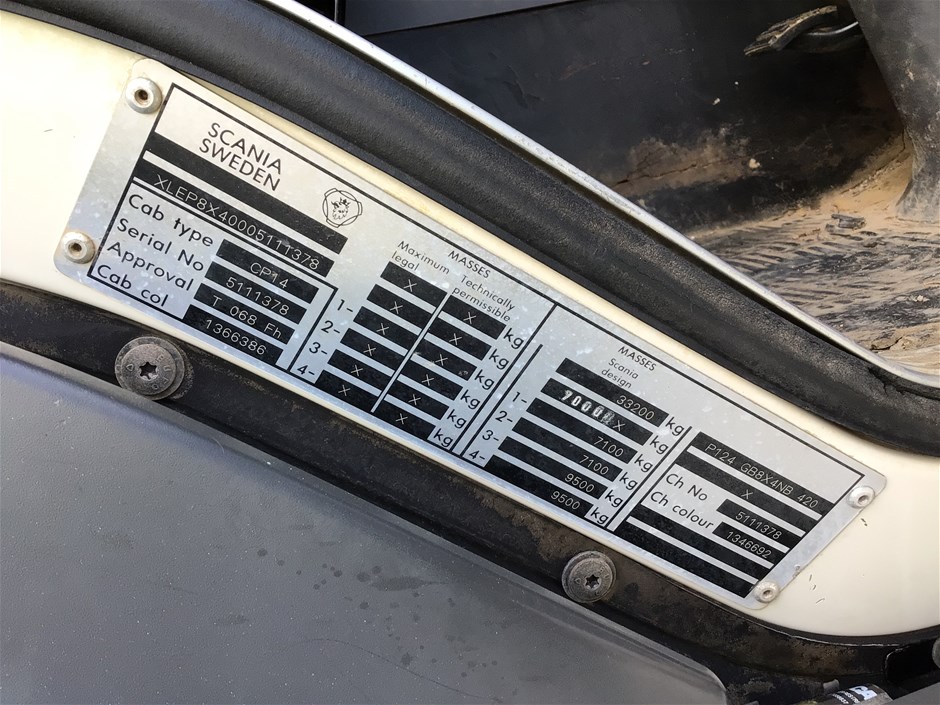 SCANIA
SWEDEN
XLEP8X40005111378
Cab type CP14
Serial No 5111378
Approval T 068 Fh
Cab col 1366386
MASSES
Maximum legal
Technically permissible
X X kg
X X kg
1- X X kg
2- X X kg
3- X X kg
4- X X kg
MASSES
Scania design
33200 kg
9000 X kg
1- 7100 kg
2- 7100 kg
3- 9500 kg
4- 9500 kg
P124 GB8X4NB 420
X
Ch No 5111378
Ch colour 1346692